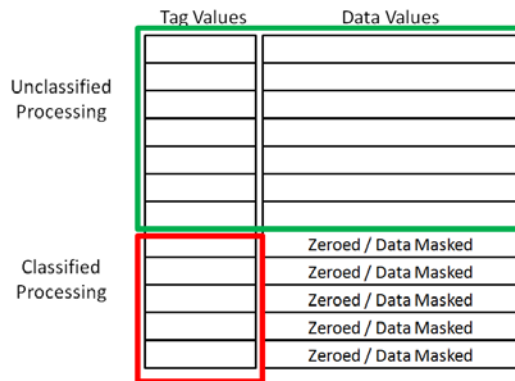 Tag Values Data Values
Unclassified
Processing
Zeroed / Data Masked
Classified
Processing
Zeroed / Data Masked
Zeroed / Data Masked
Zeroed / Data Masked
Zeroed / Data Masked